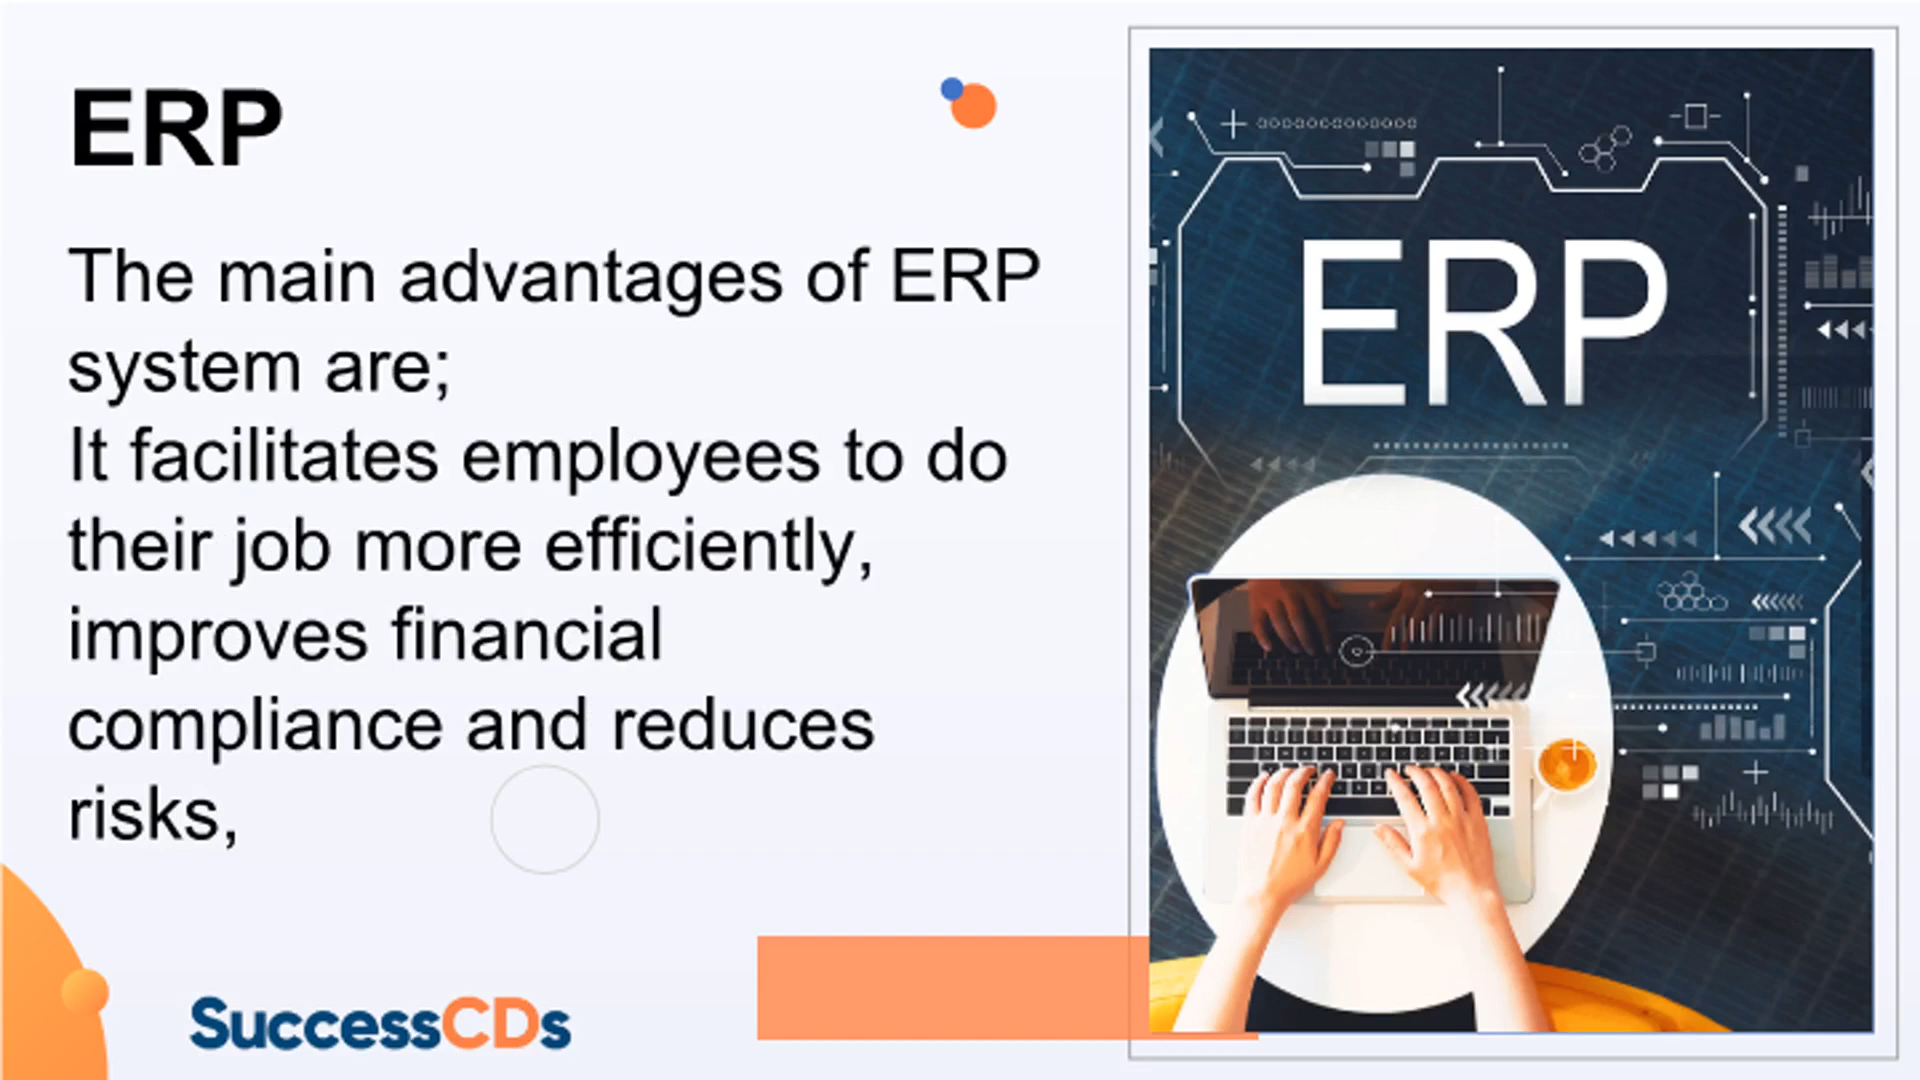 ERP
The main advantages of ERP
system are;
It facilitates employees to do
their job more efficiently,
improves financial
compliance and reduces
risks,
SuccessCDs
ERP